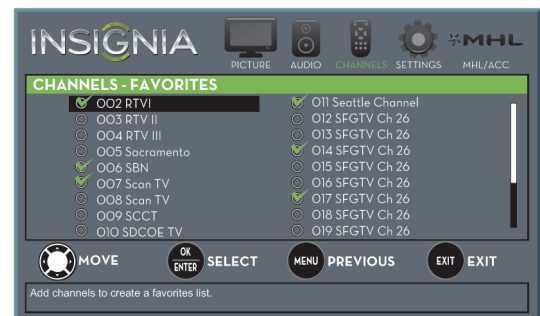 INSIGNIA
MHL
PICTURE AUDIO CHANNELS SETTINGS MHL/ACC
CHANNELS - FAVORITES
002 RTVI
003 RTV II
004 RTV III
005 Sacramento
006 SBN
007 Scan TV
008 Scan TV
009 SCCT
010 SDCOE TV
011 Seattle Channel
012 SFGTV Ch 26
013 SFGTV Ch 26
014 SFGTV Ch 26
015 SFGTV Ch 26
016 SFGTV Ch 26
017 SFGTV Ch 26
018 SFGTV Ch 26
019 SFGTV Ch 26
MOVE OK ENTER SELECT MENU PREVIOUS EXIT EXIT
Add channels to create a favorites list.